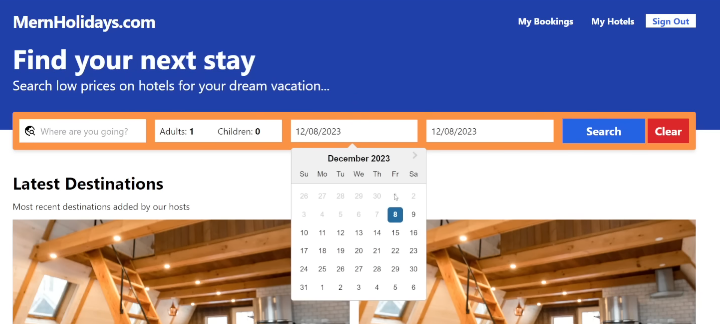 MernHolidays.com
My Bookings My Hotels Sign Out
Find your next stay
Search low prices on hotels for your dream vacation...
Where are you going? Adults: 1 Children: 0 12/08/2023 12/08/2023 Search Clear
December 2023
Su Mo Tu We Th Fr Sa
26 27 28 29 30 1 2
3 4 5 6 7 8 9
10 11 12 13 14 15 16
17 18 19 20 21 22 23
24 25 26 27 28 29 30
31 1 2 3 4 5 6
Latest Destinations
Most recent destinations added by our hosts